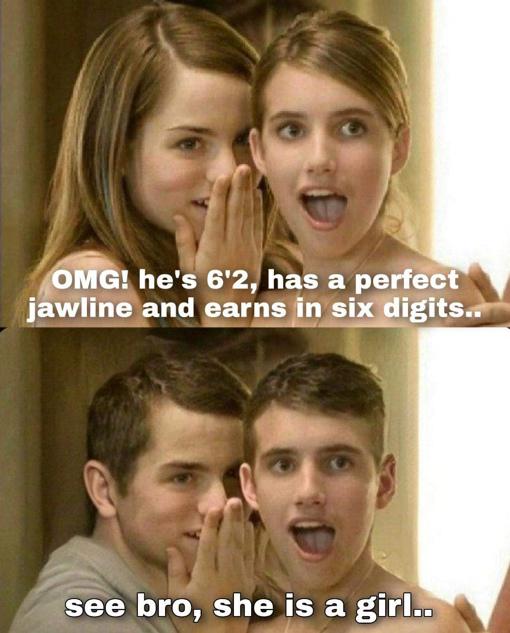 OMG! he's 6'2, has a perfect
jawline and earns in six digits..
see bro, she is a girl..